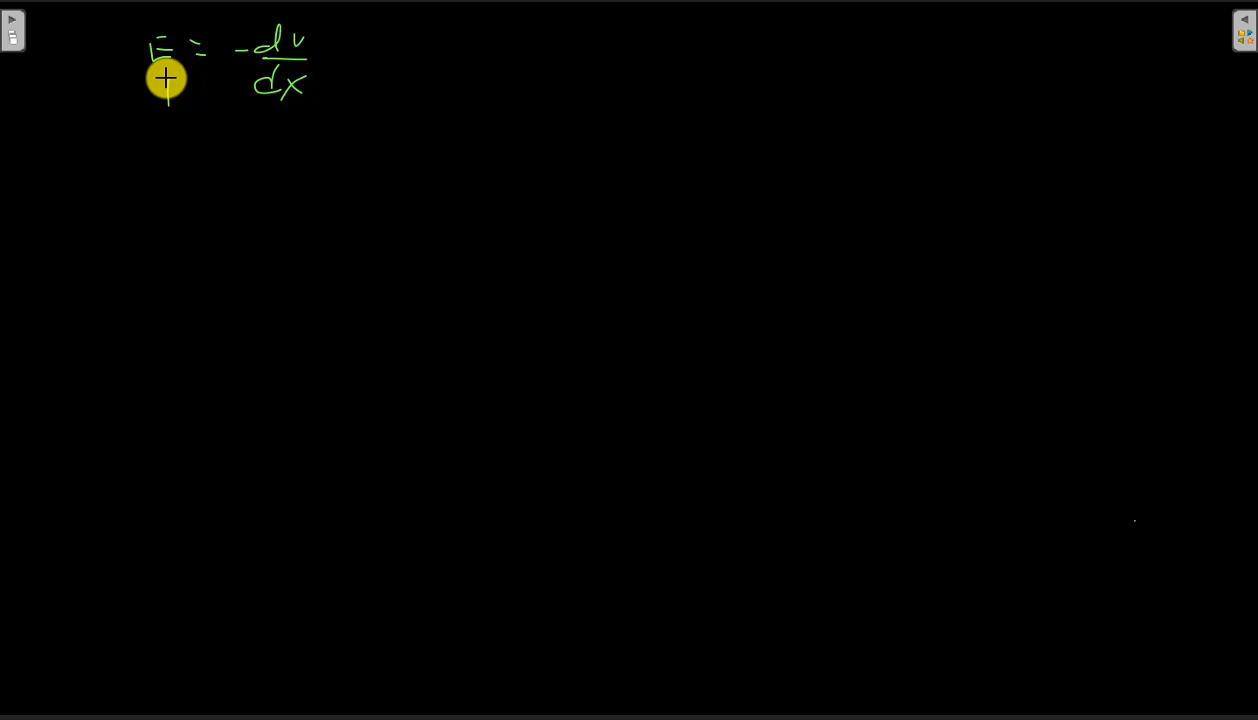 E = -dv/dx